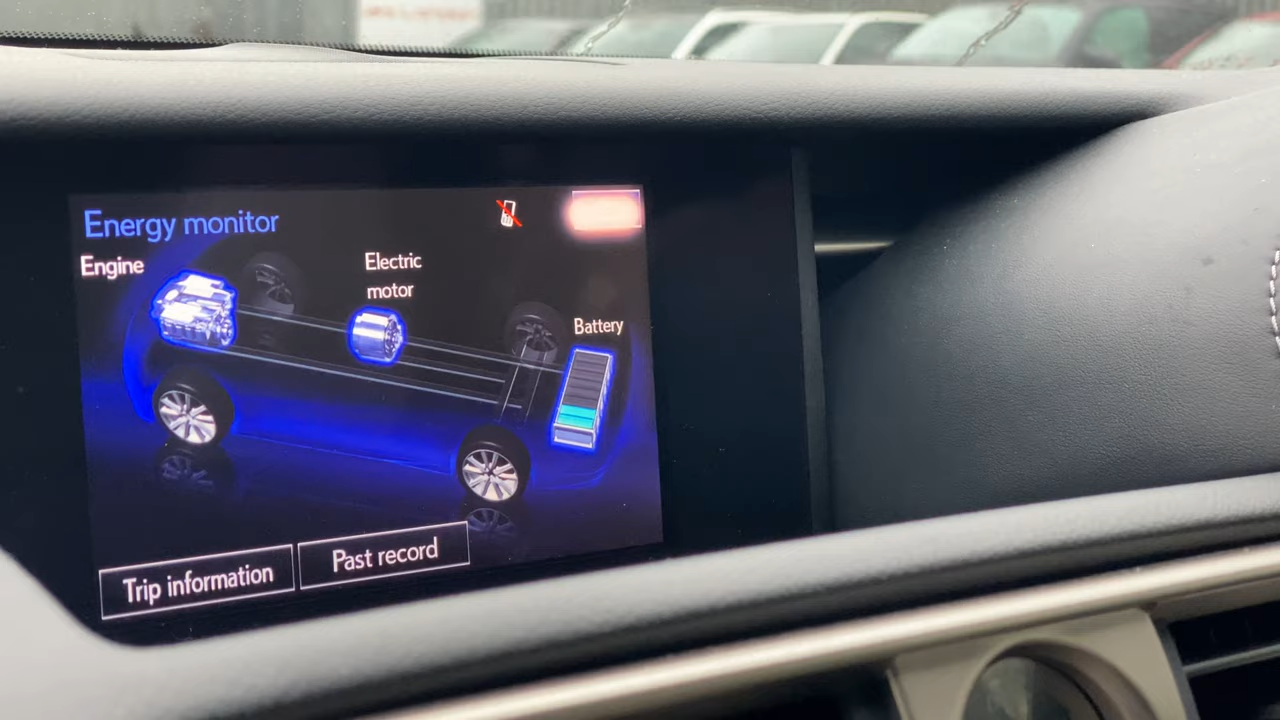 Energy monitor
Engine
Electric
motor
Battery
Trip information
Past record